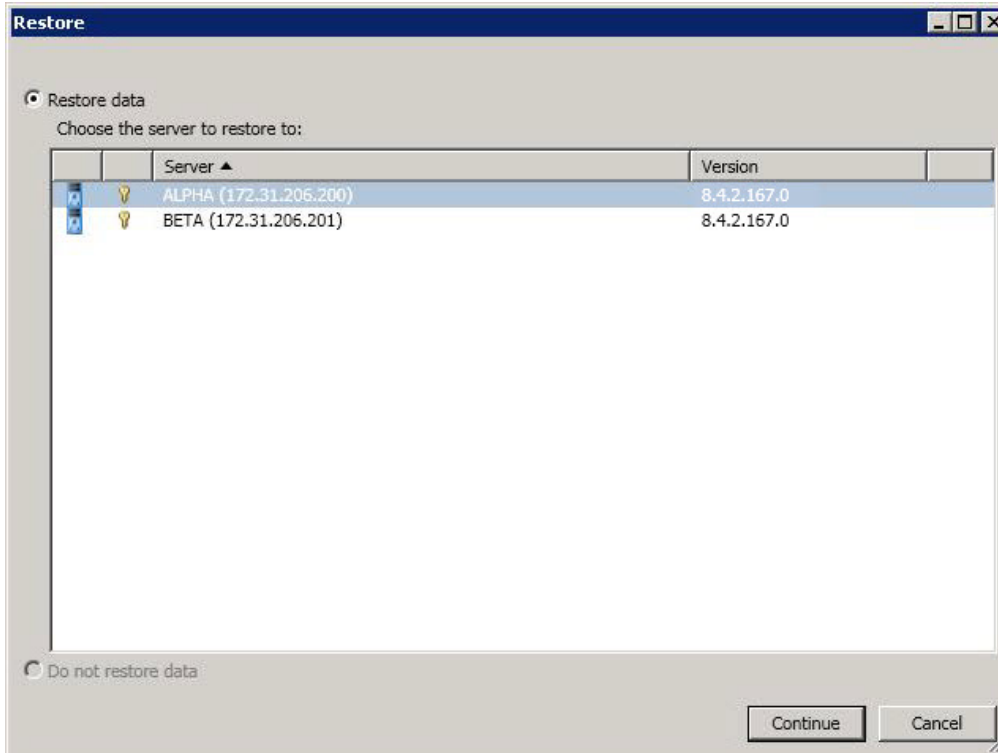 Restore
Restore data
Choose the server to restore to:
Server Version
ALPHA (172.31.206.200) 8.4.2.167.0
BETA (172.31.206.201) 8.4.2.167.0
Do not restore data
Continue Cancel